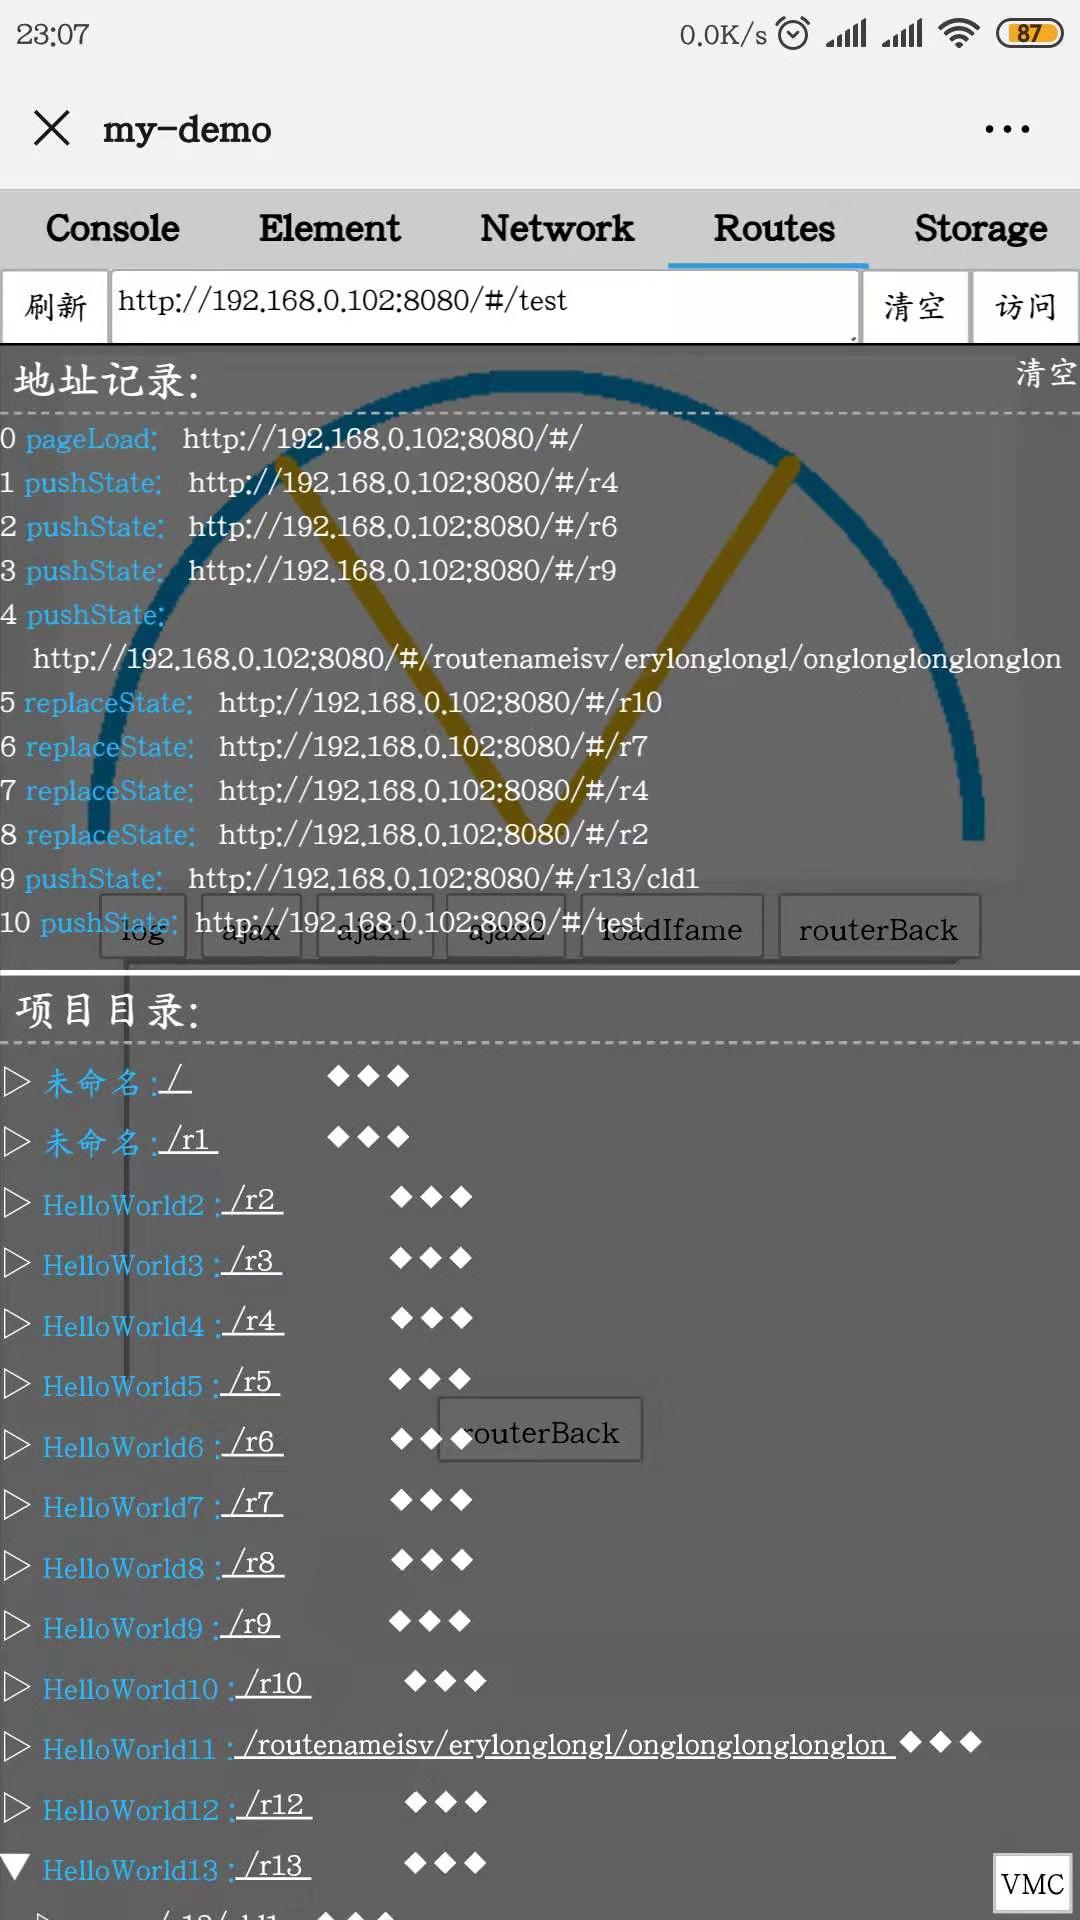 23:07 0.0K/s 87
my-demo
Console Element Network Routes Storage
刷新 http://192.168.0.102:8080/#/test 清空 访问
地址记录: 清空
0 pageLoad: http://192.168.0.102:8080/#/
1 pushState: http://192.168.0.102:8080/#/r4
2 pushState: http://192.168.0.102:8080/#/r6
3 pushState: http://192.168.0.102:8080/#/r9
4 pushState:
http://192.168.0.102:8080/#/routenameisv/erylonglongl/onglonglonglonglon
5 replaceState: http://192.168.0.102:8080/#/r10
6 replaceState: http://192.168.0.102:8080/#/r7
7 replaceState: http://192.168.0.102:8080/#/r4
8 replaceState: http://192.168.0.102:8080/#/r2
9 pushState: http://192.168.0.102:8080/#/r13/cld1
10 pushState: http://192.168.0.102:8080/#/test
log ajax ajax1 ajax2 loadIfame routerBack
项目目录:
未命名 : /
未命名 : /r1
HelloWorld2 : /r2
HelloWorld3 : /r3
HelloWorld4 : /r4
HelloWorld5 : /r5
routerBack
HelloWorld6 : /r6
HelloWorld7 : /r7
HelloWorld8 : /r8
HelloWorld9 : /r9
HelloWorld10 : /r10
HelloWorld11 : /routenameisv/erylonglongl/onglonglonglonglon
HelloWorld12 : /r12
HelloWorld13 : /r13
VMC